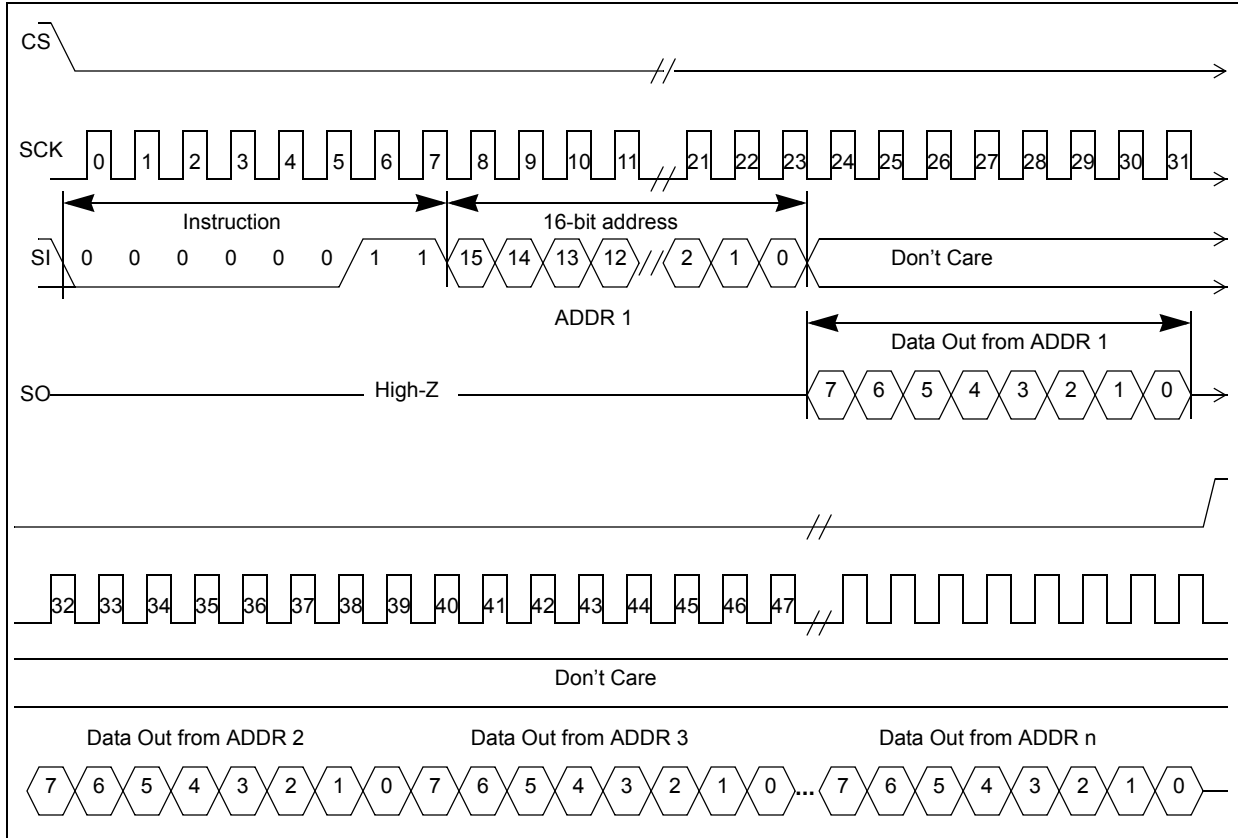 CS
SCK 0 1 2 3 4 5 6 7 8 9 10 11 21 22 23 24 25 26 27 28 29 30 31
Instruction 16-bit address
SI 0 0 0 0 0 0 1 1 15 14 13 12 2 1 0 Don't Care
ADDR 1
Data Out from ADDR 1
SO High-Z 7 6 5 4 3 2 1 0
32 33 34 35 36 37 38 39 40 41 42 43 44 45 46 47
Don't Care
Data Out from ADDR 2 Data Out from ADDR 3 Data Out from ADDR n
7 6 5 4 3 2 1 0 7 6 5 4 3 2 1 0 ... 7 6 5 4 3 2 1 0